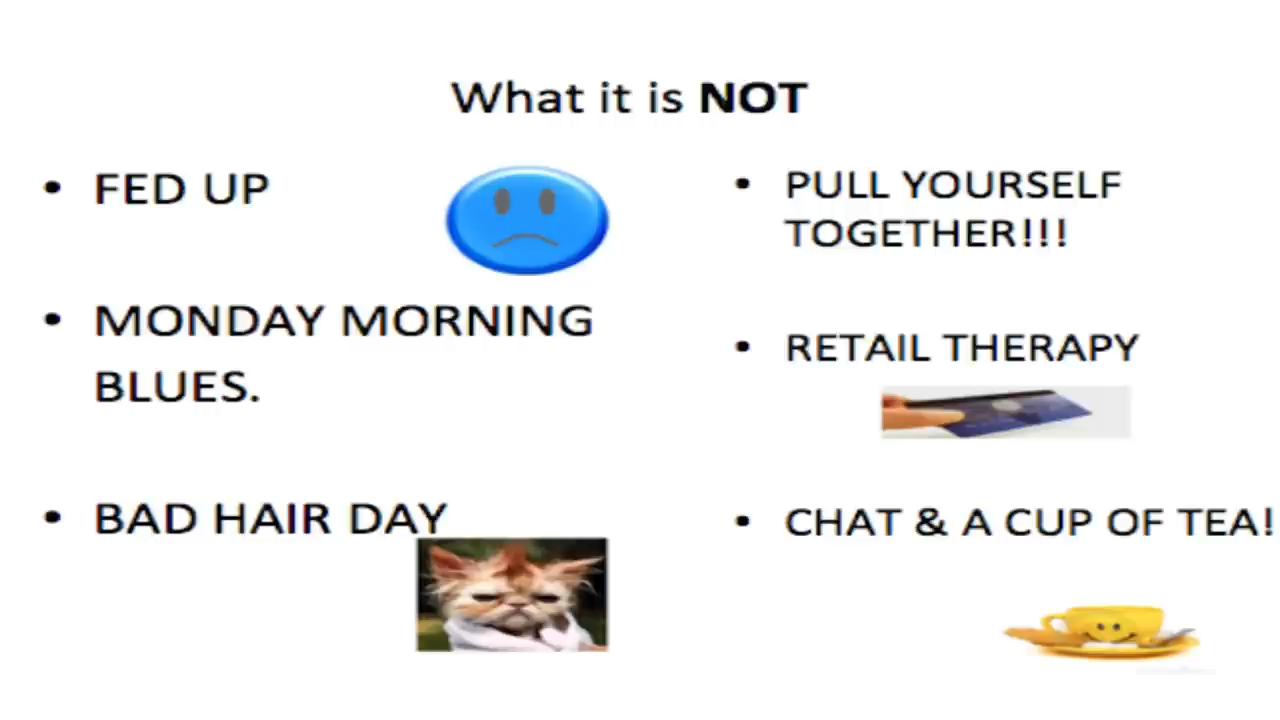 What it is NOT
• FED UP
• MONDAY MORNING
BLUES.
• BAD HAIR DAY
• PULL YOURSELF
TOGETHER!!!
• RETAIL THERAPY
• CHAT & A CUP OF TEA!